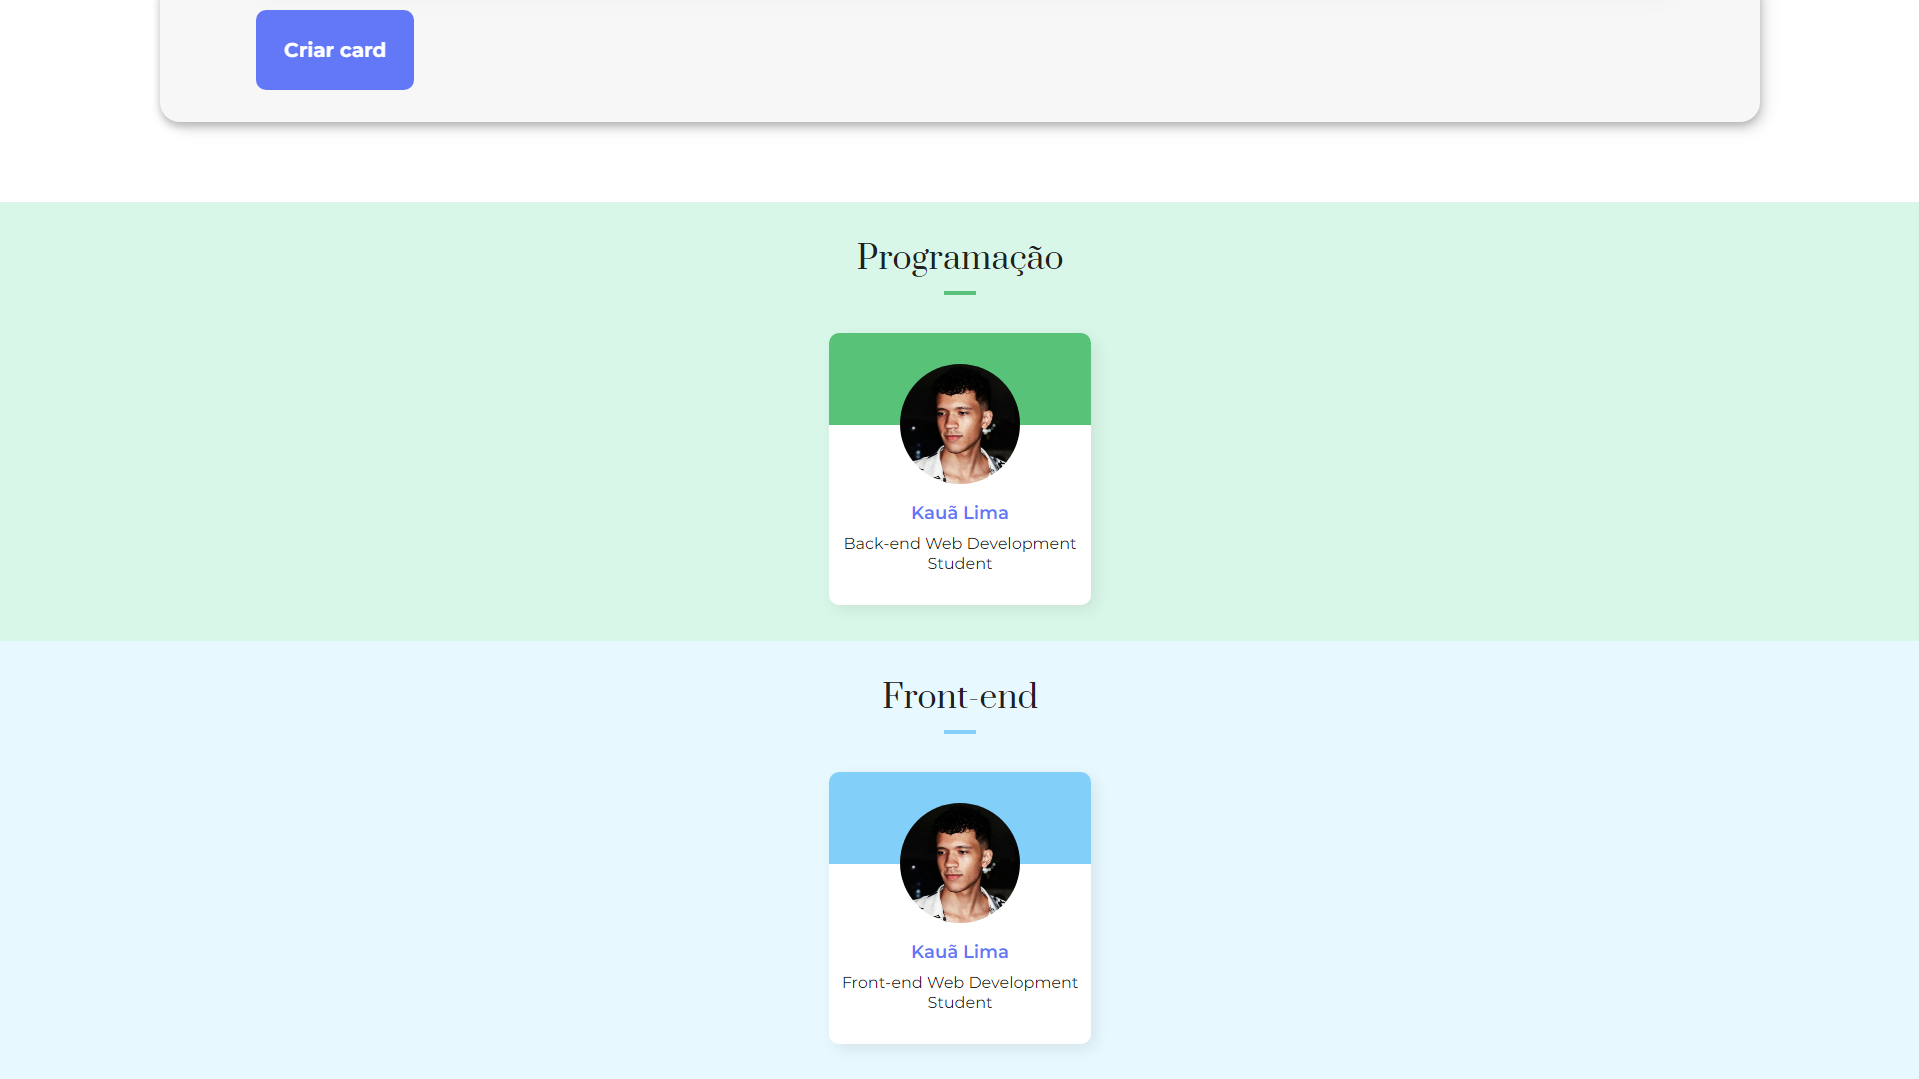 Criar card
Programação
Kauã Lima
Back-end Web Development
Student
Front-end
Kauã Lima
Front-end Web Development
Student